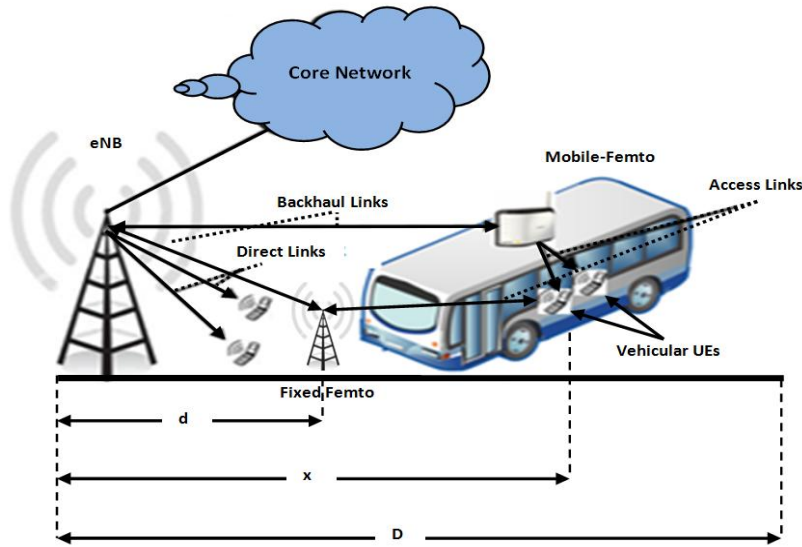 Core Network
eNB
Mobile-Femto
Access Links
Backhaul Links
Direct Links
Vehicular UEs
Fixed Femto
d
x
D